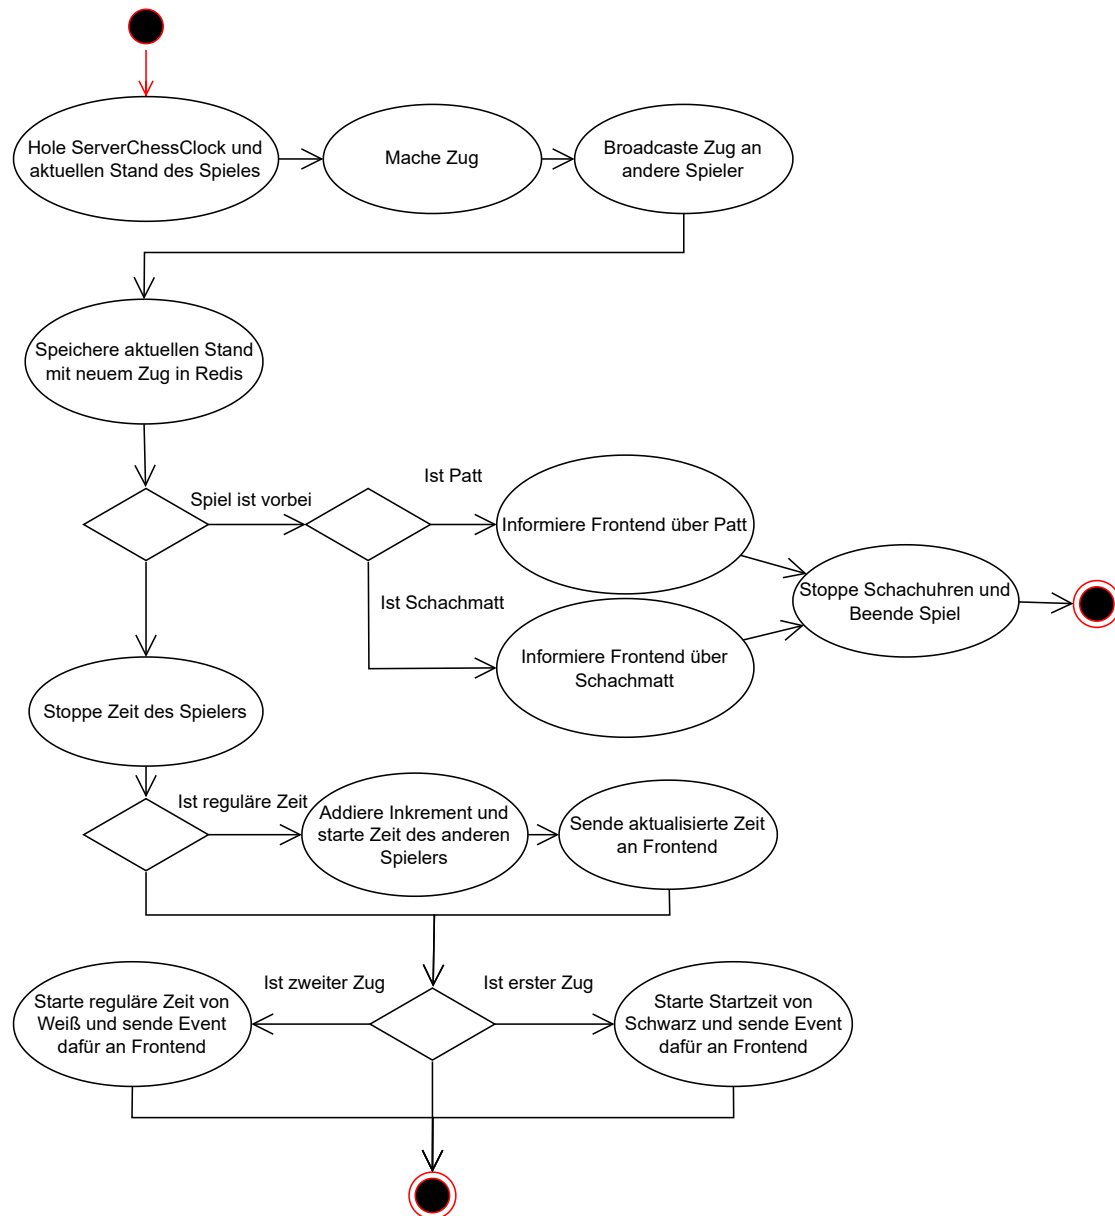 Hole ServerChessClock und
aktuellen Stand des Spieles
Mache Zug
Broadcaste Zug an
andere Spieler
Speichere aktuellen Stand
mit neuem Zug in Redis
Spiel ist vorbei
Ist Patt
Informiere Frontend über Patt
Ist Schachmatt
Informiere Frontend über
Schachmatt
Stoppe Schachuhren und
Beende Spiel
Stoppe Zeit des Spielers
Ist reguläre Zeit
Addiere Inkrement und
starte Zeit des anderen
Spielers
Sende aktualisierte Zeit
an Frontend
Ist zweiter Zug
Ist erster Zug
Starte reguläre Zeit von
Weiß und sende Event
dafür an Frontend
Starte Startzeit von
Schwarz und sende Event
dafür an Frontend